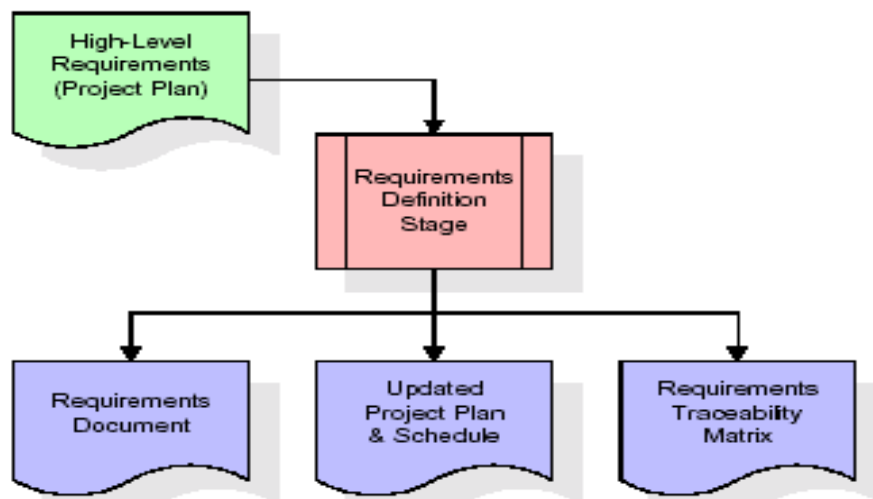 High-Level
Requirements
(Project Plan)
Requirements
Definition
Stage
Requirements
Document
Updated
Project Plan
& Schedule
Requirements
Traceability
Matrix